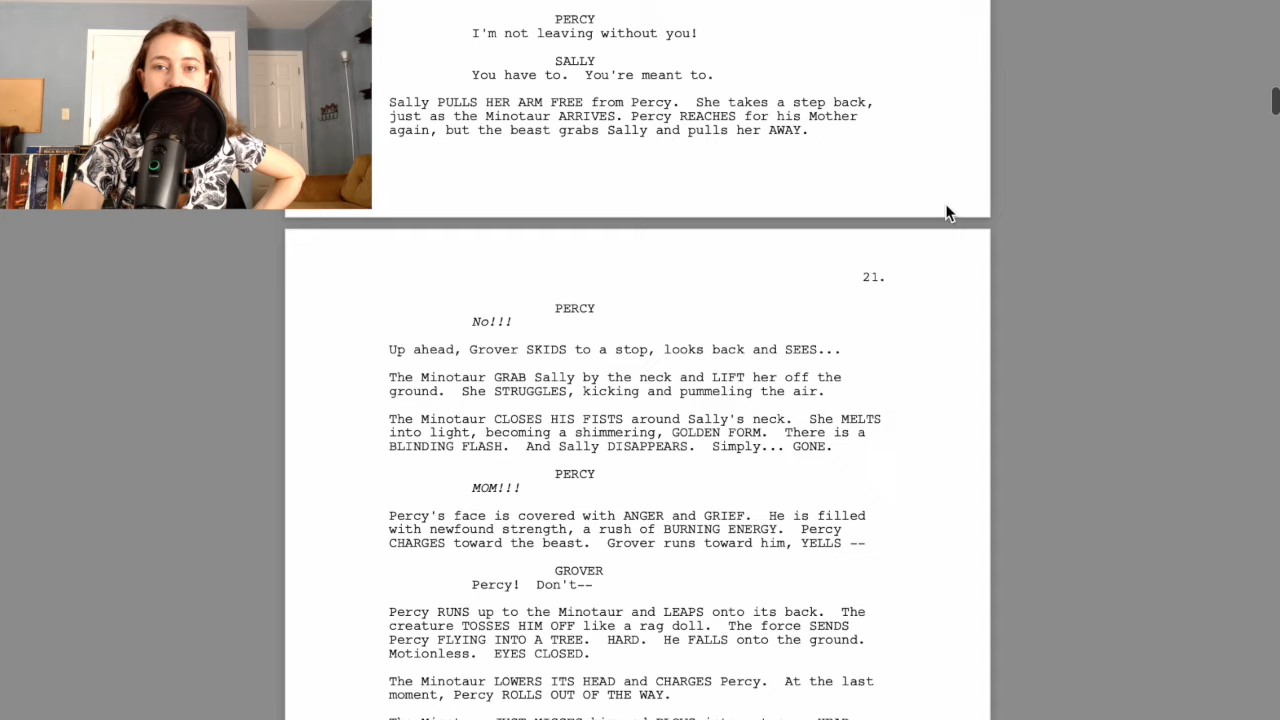 PERCY
I'm not leaving without you!
SALLY
You have to.  You're meant to.
Sally PULLS HER ARM FREE from Percy.  She takes a step back,
just as the Minotaur ARRIVES. Percy REACHES for his Mother
again, but the beast grabs Sally and pulls her AWAY.
21.
PERCY
No!!!
Up ahead, Grover SKIDS to a stop, looks back and SEES...
The Minotaur GRAB Sally by the neck and LIFT her off the
ground.  She STRUGGLES, kicking and pummeling the air.
The Minotaur CLOSES HIS FISTS around Sally's neck.  She MELTS
into light, becoming a shimmering, GOLDEN FORM.  There is a
BLINDING FLASH.  And Sally DISAPPEARS.  Simply... GONE.
PERCY
MOM!!!
Percy's face is covered with ANGER and GRIEF.  He is filled
with newfound strength, a rush of BURNING ENERGY.  Percy
CHARGES toward the beast.  Grover runs toward him, YELLS --
GROVER
Percy!  Don't--
Percy RUNS up to the Minotaur and LEAPS onto its back.  The
creature TOSSES HIM OFF like a rag doll.  The force SENDS
Percy FLYING INTO A TREE.  HARD.  He FALLS onto the ground.
Motionless.  EYES CLOSED.
The Minotaur LOWERS ITS HEAD and CHARGES Percy.  At the last
moment, Percy ROLLS OUT OF THE WAY.